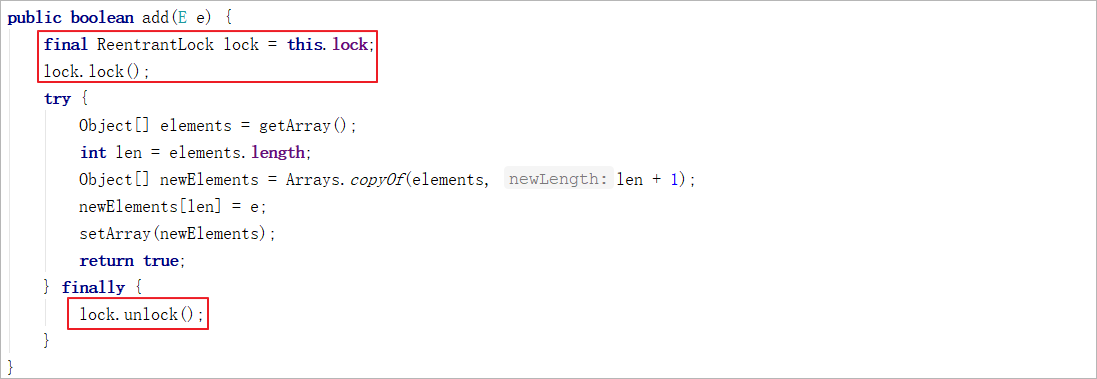 public boolean add(E e) {
final ReentrantLock lock = this.lock;
lock.lock();
try {
Object[] elements = getArray();
int len = elements.length;
Object[] newElements = Arrays.copyOf(elements, newLength: len + 1);
newElements[len] = e;
setArray(newElements);
return true;
} finally {
lock.unlock();
}
}